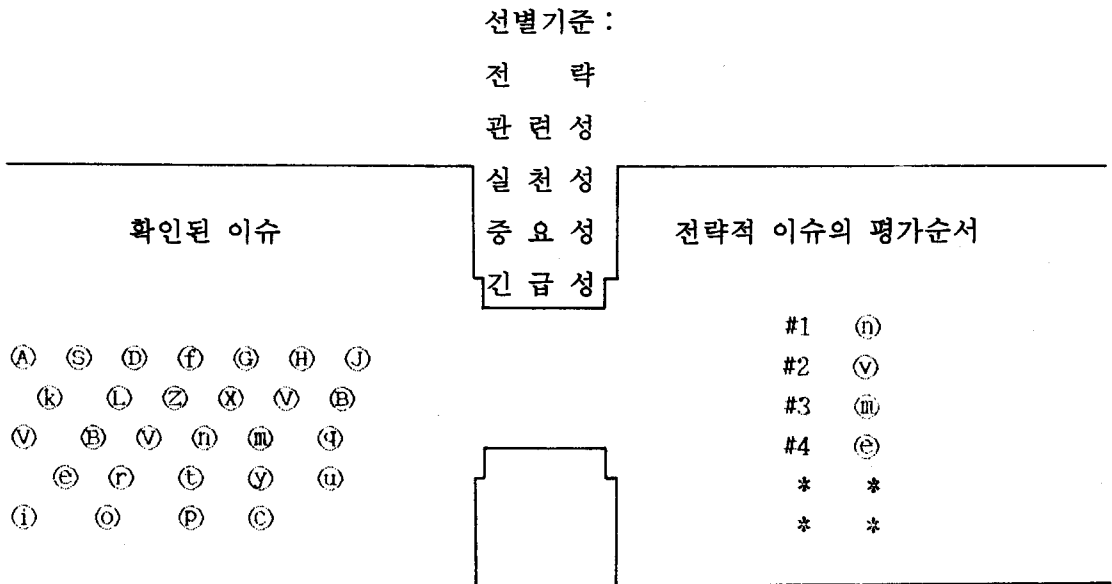 선별기준 :
전 략
관 련 성
실 천 성
중 요 성
긴 급 성
확인된 이슈
Ⓐ Ⓢ Ⓓ ⓕ Ⓖ Ⓗ Ⓙ
ⓚ Ⓛ Ⓩ Ⓧ Ⓥ Ⓑ
Ⓥ Ⓑ Ⓥ ⓝ ⓜ ⓠ
ⓔ ⓡ ⓣ ⓨ ⓤ
ⓘ ⓞ ⓟ ⓒ
전략적 이슈의 평가순서
#1 ⓝ
#2 ⓥ
#3 ⓜ
#4 ⓔ
* *
* *